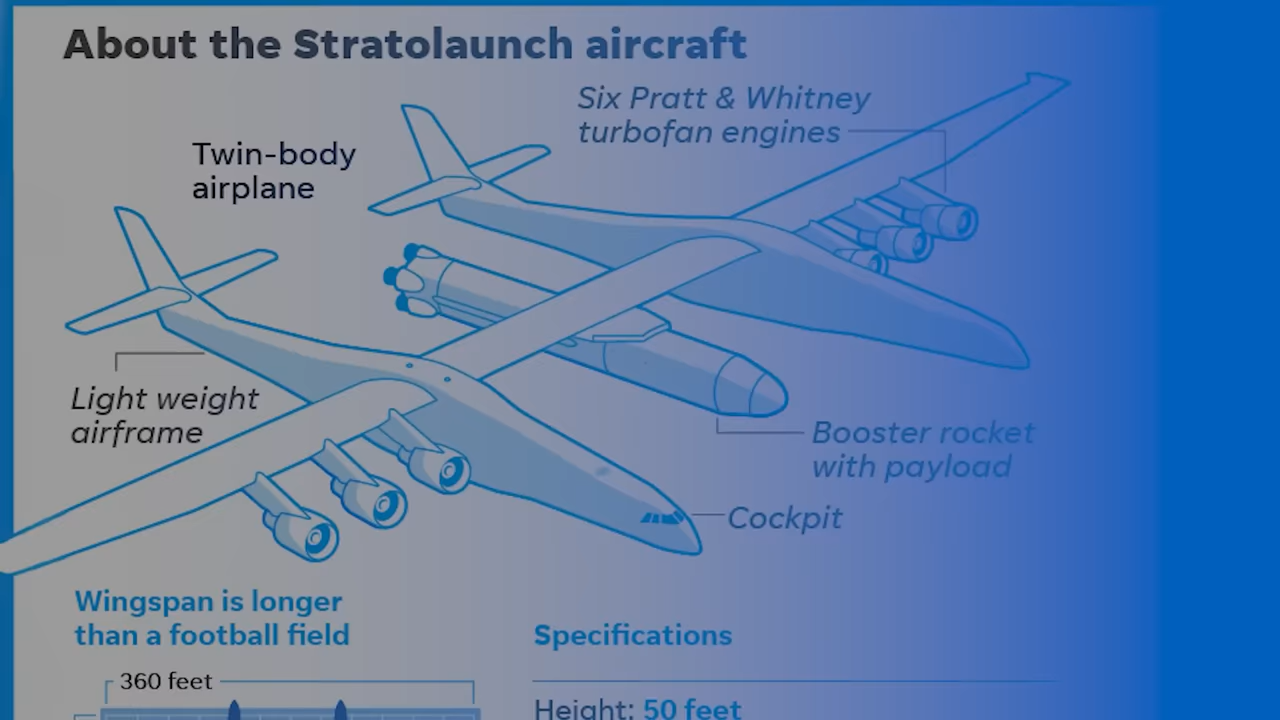 About the Stratolaunch aircraft
Six Pratt & Whitney
turbofan engines
Twin-body
airplane
Light weight
airframe
Booster rocket
with payload
Cockpit
Wingspan is longer
than a football field
360 feet
Specifications
Height: 50 feet